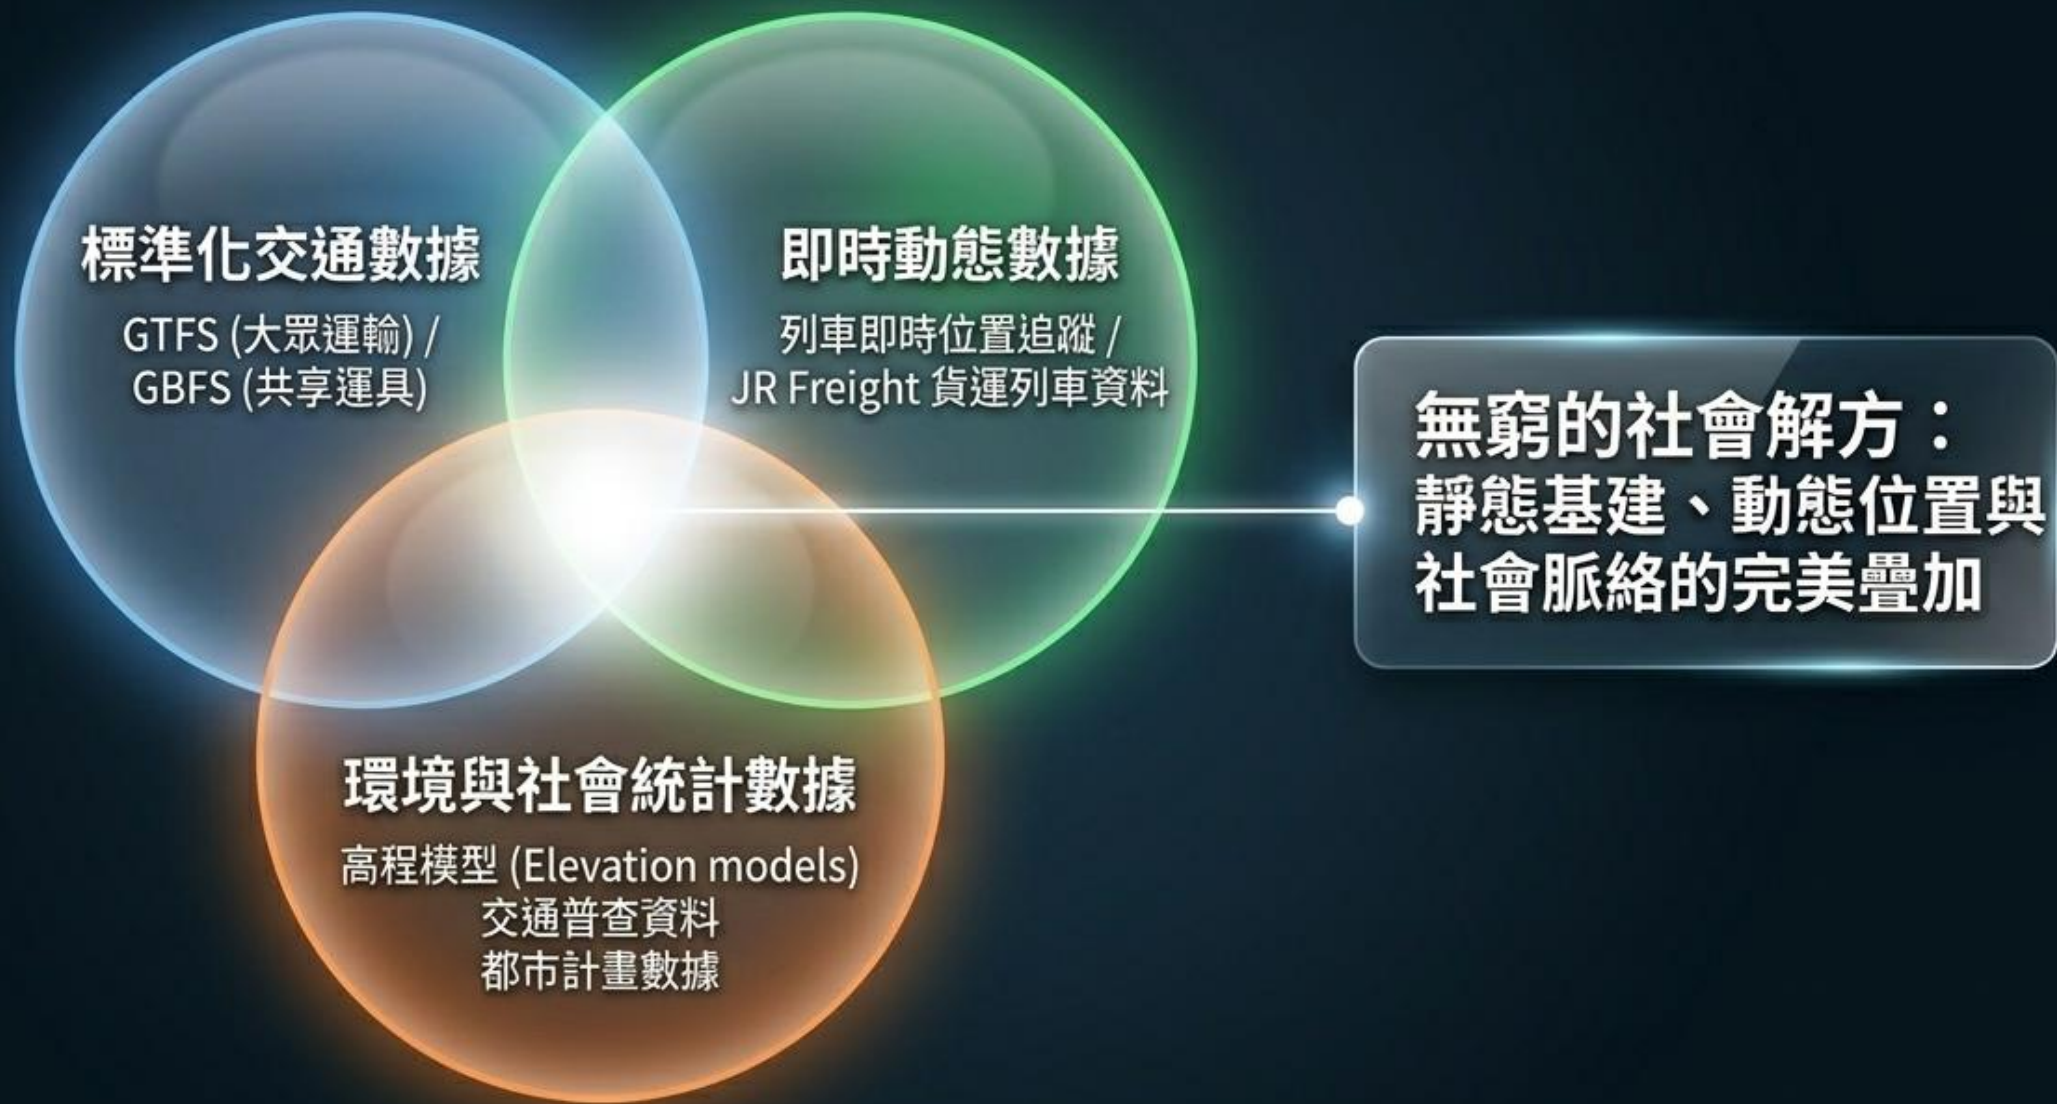 標準化交通數據
GTFS (大眾運輸) /
GBFS (共享運具)
即時動態數據
列車即時位置追蹤 /
JR Freight 貨運列車資料
環境與社會統計數據
高程模型 (Elevation models)
交通普查資料
都市計畫數據
無窮的社會解方：
靜態基建、動態位置與
社會脈絡的完美疊加